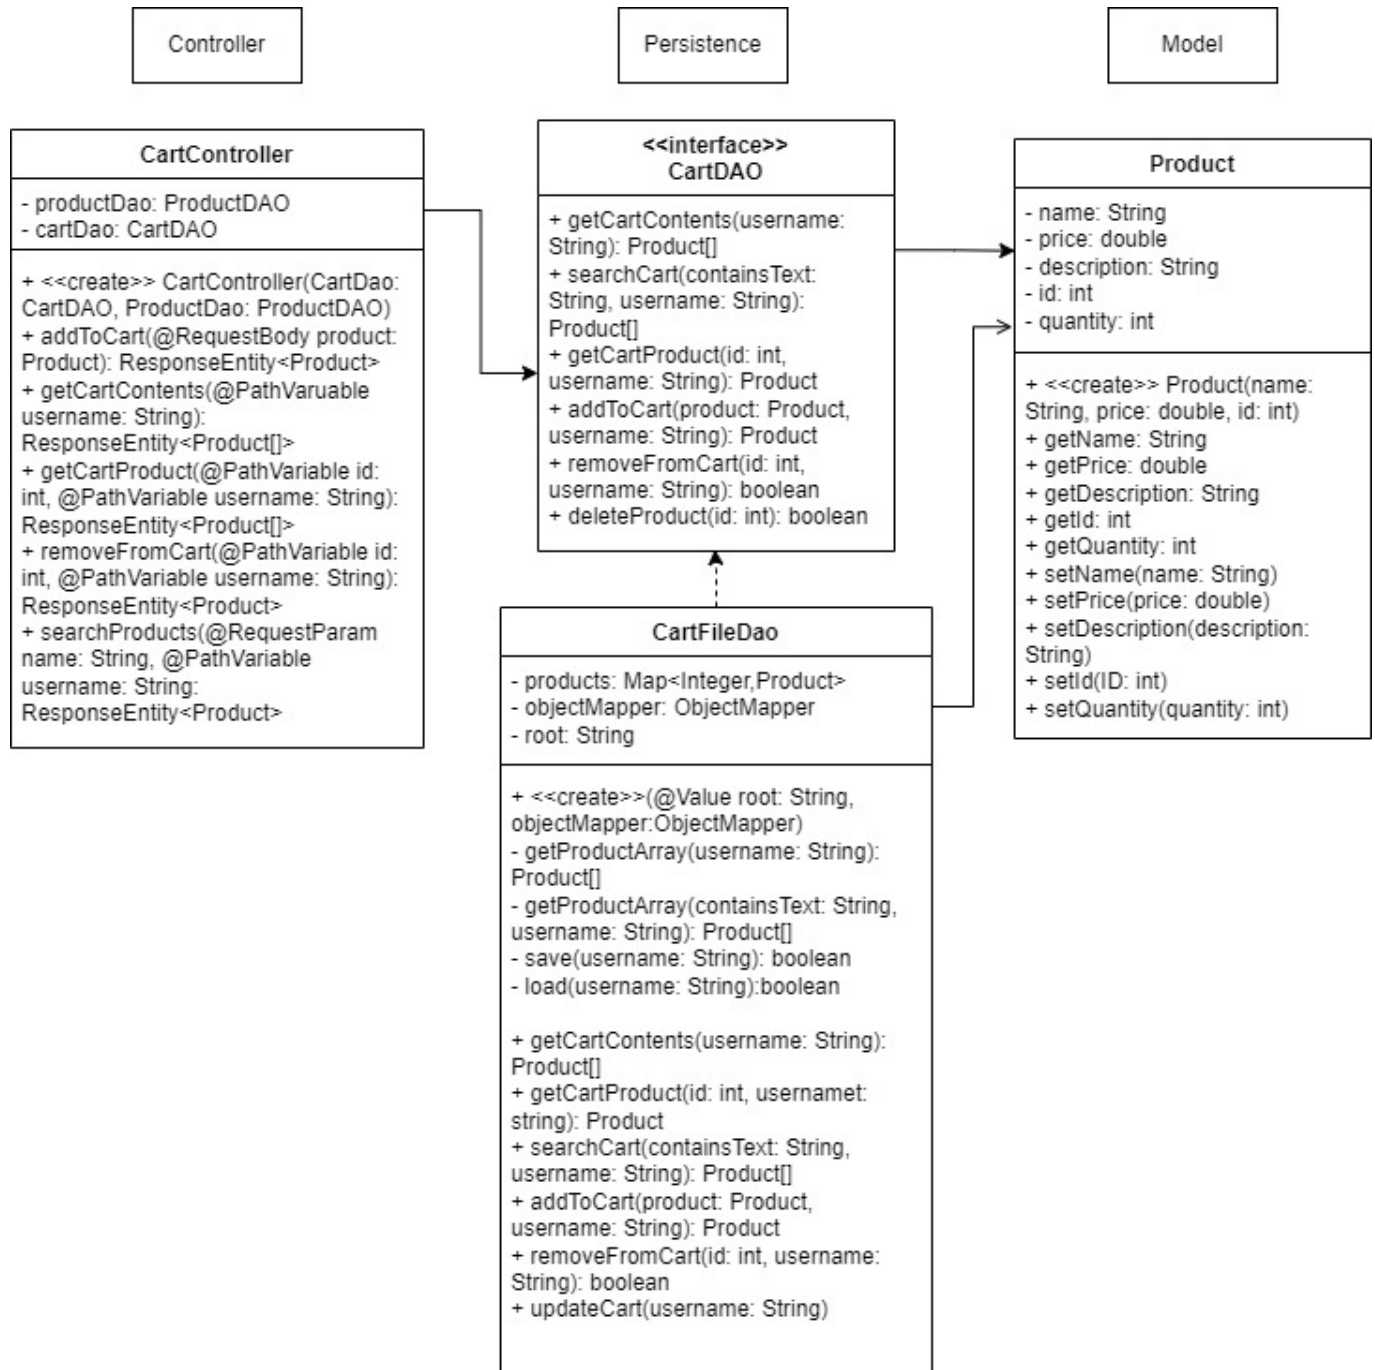 Controller
Persistence
Model
CartController
- productDao: ProductDAO
- cartDao: CartDAO
+ <<create>> CartController(CartDao:
CartDAO, ProductDao: ProductDAO)
+ addToCart(@RequestBody product:
Product): ResponseEntity<Product>
+ getCartContents(@PathVaruable
username: String):
ResponseEntity<Product[]>
+ getCartProduct(@PathVariable id:
int, @PathVariable username: String):
ResponseEntity<Product[]>
+ removeFromCart(@PathVariable id:
int, @PathVariable username: String):
ResponseEntity<Product>
+ searchProducts(@RequestParam
name: String, @PathVariable
username: String:
ResponseEntity<Product>
<<interface>>
CartDAO
+ getCartContents(username:
String): Product[]
+ searchCart(containsText:
String, username: String):
Product[]
+ getCartProduct(id: int,
username: String): Product
+ addToCart(product: Product,
username: String): Product
+ removeFromCart(id: int,
username: String): boolean
+ deleteProduct(id: int): boolean
CartFileDao
- products: Map<Integer,Product>
- objectMapper: ObjectMapper
- root: String
+ <<create>>(@Value root: String,
objectMapper:ObjectMapper)
- getProductArray(username: String):
Product[]
- getProductArray(containsText: String,
username: String): Product[]
- save(username: String): boolean
- load(username: String):boolean
+ getCartContents(username: String):
Product[]
+ getCartProduct(id: int, usernamet:
string): Product
+ searchCart(containsText: String,
username: String): Product[]
+ addToCart(product: Product,
username: String): Product
+ removeFromCart(id: int, username:
String): boolean
+ updateCart(username: String)
Product
- name: String
- price: double
- description: String
- id: int
- quantity: int
+ <<create>> Product(name:
String, price: double, id: int)
+ getName: String
+ getPrice: double
+ getDescription: String
+ getId: int
+ getQuantity: int
+ setName(name: String)
+ setPrice(price: double)
+ setDescription(description:
String)
+ setId(ID: int)
+ setQuantity(quantity: int)